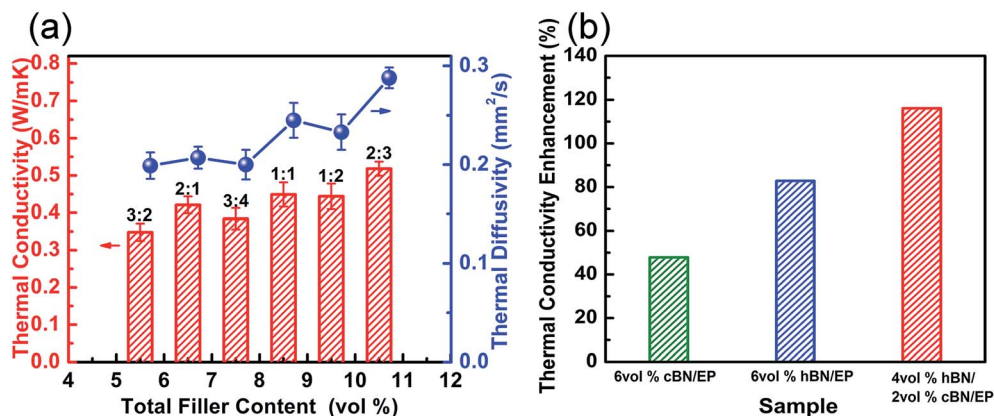 (a)
Thermal Conductivity (W/mK)
0.8
0.7
0.6
0.5
0.4
0.3
0.2
0.1
0.0
3:2
2:1
3:4
1:1
1:2
2:3
0.3
0.2
0.1
0.0
Thermal Diffusivity (mm²/s)
4 5 6 7 8 9 10 11 12
Total Filler Content (vol %)
(b)
Thermal Conductivity Enhancement (%)
140
120
100
80
60
40
20
0
6vol % cBN/EP
6vol % hBN/EP
4vol % hBN/
2vol % cBN/EP
Sample